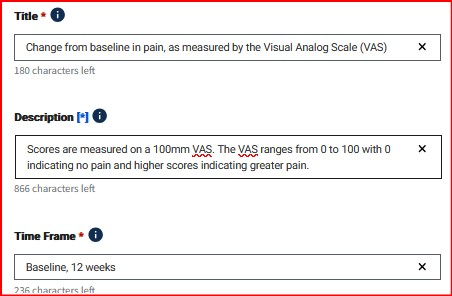 Title * i
Change from baseline in pain, as measured by the Visual Analog Scale (VAS) ×
180 characters left
Description [*] i
Scores are measured on a 100mm VAS. The VAS ranges from 0 to 100 with 0 ×
indicating no pain and higher scores indicating greater pain.
866 characters left
Time Frame * i
Baseline, 12 weeks ×
236 characters left